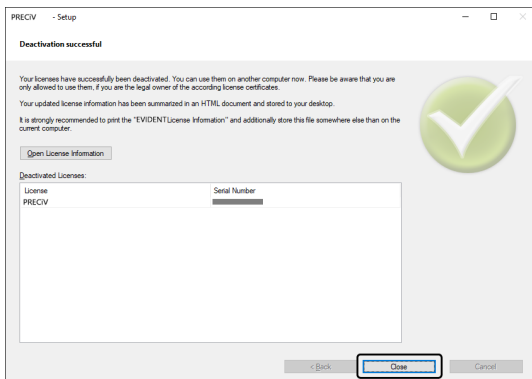 PRECiV - Setup
Deactivation successful
Your licenses have successfully been deactivated. You can use them on another computer now. Please be aware that you are
only allowed to use them, if you are the legal owner of the according license certificates.
Your updated license information has been summarized in an HTML document and stored to your desktop.
It is strongly recommended to print the "EVIDENT License Information" and additionally store this file somewhere else than on the
current computer.
Open License Information
Deactivated Licenses:
License Serial Number
PRECiV
< Back Close Cancel